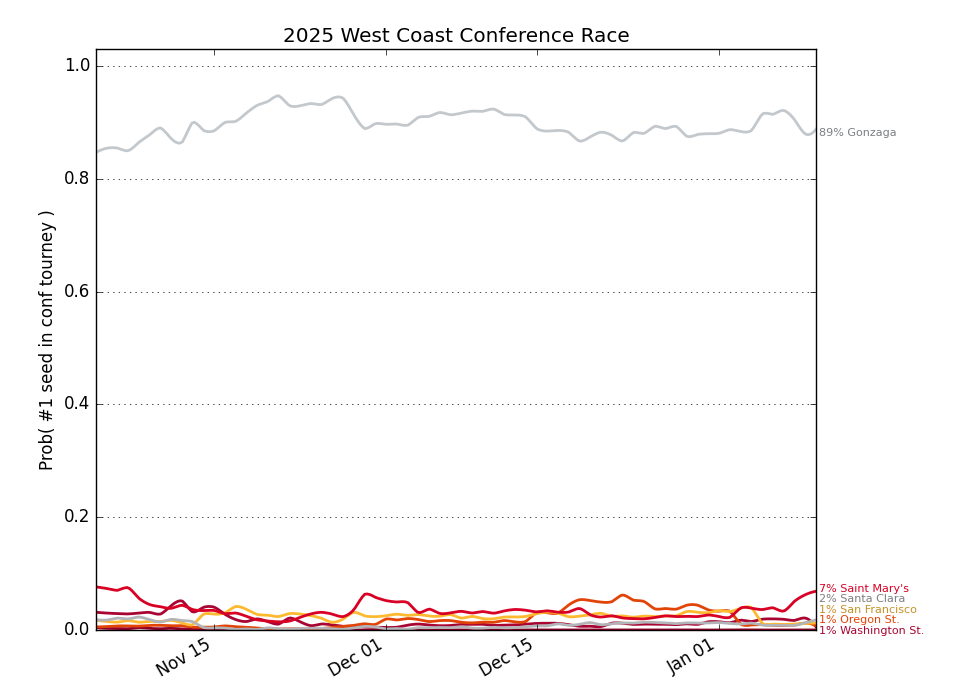 2025 West Coast Conference Race
Prob( #1 seed in conf tourney )
1.0
0.8
0.6
0.4
0.2
0.0
89% Gonzaga
7% Saint Mary's
2% Santa Clara
1% San Francisco
1% Oregon St.
1% Washington St.
Nov 15
Dec 01
Dec 15
Jan 01